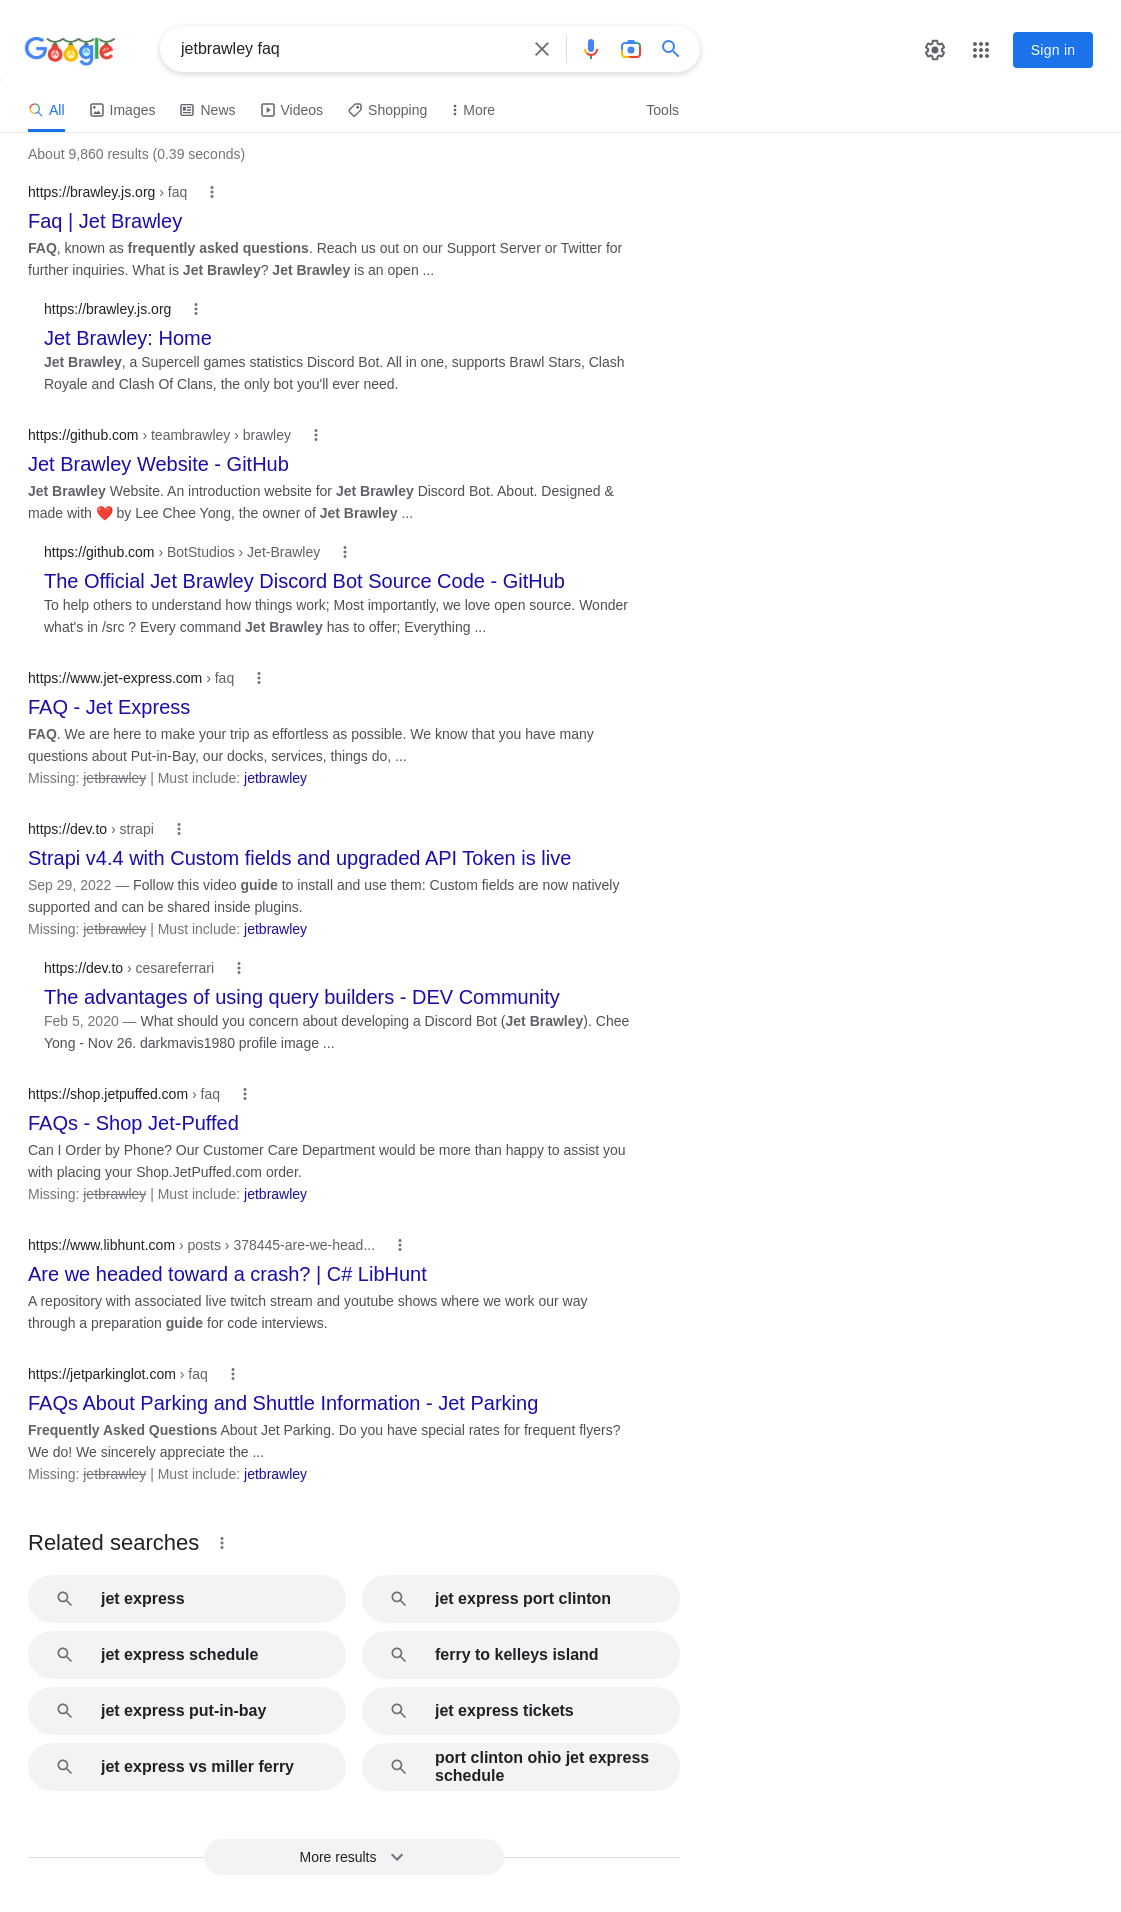 Google
jetbrawley faq
Sign in
All
Images
News
Videos
Shopping
More
Tools
About 9,860 results (0.39 seconds)
https://brawley.js.org › faq
Faq | Jet Brawley
FAQ, known as frequently asked questions. Reach us out on our Support Server or Twitter for
further inquiries. What is Jet Brawley? Jet Brawley is an open ...
https://brawley.js.org
Jet Brawley: Home
Jet Brawley, a Supercell games statistics Discord Bot. All in one, supports Brawl Stars, Clash
Royale and Clash Of Clans, the only bot you'll ever need.
https://github.com › teambrawley › brawley
Jet Brawley Website - GitHub
Jet Brawley Website. An introduction website for Jet Brawley Discord Bot. About. Designed &
made with ❤️ by Lee Chee Yong, the owner of Jet Brawley ...
https://github.com › BotStudios › Jet-Brawley
The Official Jet Brawley Discord Bot Source Code - GitHub
To help others to understand how things work; Most importantly, we love open source. Wonder
what's in /src ? Every command Jet Brawley has to offer; Everything ...
https://www.jet-express.com › faq
FAQ - Jet Express
FAQ. We are here to make your trip as effortless as possible. We know that you have many
questions about Put-in-Bay, our docks, services, things do, ...
Missing: jetbrawley | Must include: jetbrawley
https://dev.to › strapi
Strapi v4.4 with Custom fields and upgraded API Token is live
Sep 29, 2022 — Follow this video guide to install and use them: Custom fields are now natively
supported and can be shared inside plugins.
Missing: jetbrawley | Must include: jetbrawley
https://dev.to › cesareferrari
The advantages of using query builders - DEV Community
Feb 5, 2020 — What should you concern about developing a Discord Bot (Jet Brawley). Chee
Yong - Nov 26. darkmavis1980 profile image ...
https://shop.jetpuffed.com › faq
FAQs - Shop Jet-Puffed
Can I Order by Phone? Our Customer Care Department would be more than happy to assist you
with placing your Shop.JetPuffed.com order.
Missing: jetbrawley | Must include: jetbrawley
https://www.libhunt.com › posts › 378445-are-we-head...
Are we headed toward a crash? | C# LibHunt
A repository with associated live twitch stream and youtube shows where we work our way
through a preparation guide for code interviews.
https://jetparkinglot.com › faq
FAQs About Parking and Shuttle Information - Jet Parking
Frequently Asked Questions About Jet Parking. Do you have special rates for frequent flyers?
We do! We sincerely appreciate the ...
Missing: jetbrawley | Must include: jetbrawley
Related searches
jet express
jet express port clinton
jet express schedule
ferry to kelleys island
jet express put-in-bay
jet express tickets
jet express vs miller ferry
port clinton ohio jet express
schedule
More results